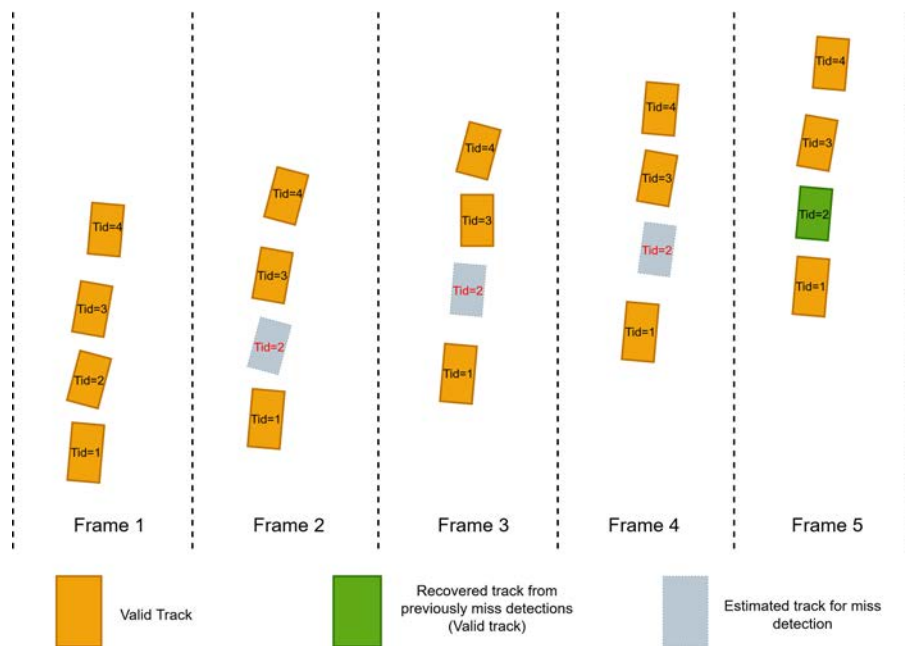 Tid=4
Tid=3
Tid=2
Tid=1
Frame 1
Tid=4
Tid=3
Tid=2
Tid=1
Frame 2
Tid=4
Tid=3
Tid=2
Tid=1
Frame 3
Tid=4
Tid=3
Tid=2
Tid=1
Frame 4
Tid=4
Tid=3
Tid=2
Tid=1
Frame 5
Valid Track
Recovered track from
previously miss detections
(Valid track)
Estimated track for miss
detection